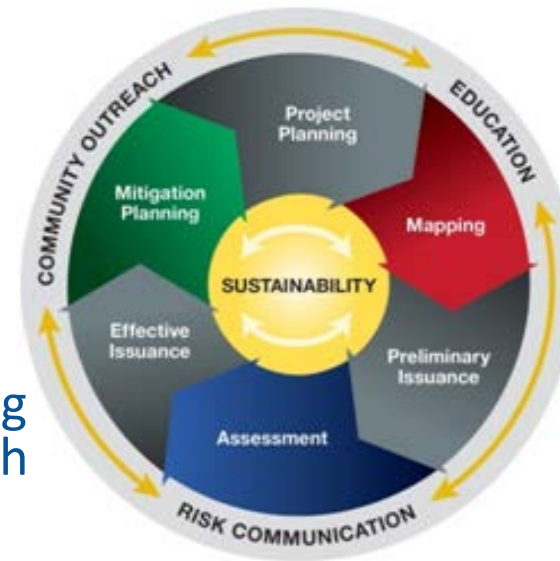 COMMUNITY OUTREACH
EDUCATION
Project
Planning
Mitigation
Planning
Mapping
SUSTAINABILITY
Effective
Issuance
Preliminary
Issuance
Assessment
RISK COMMUNICATION
g
h